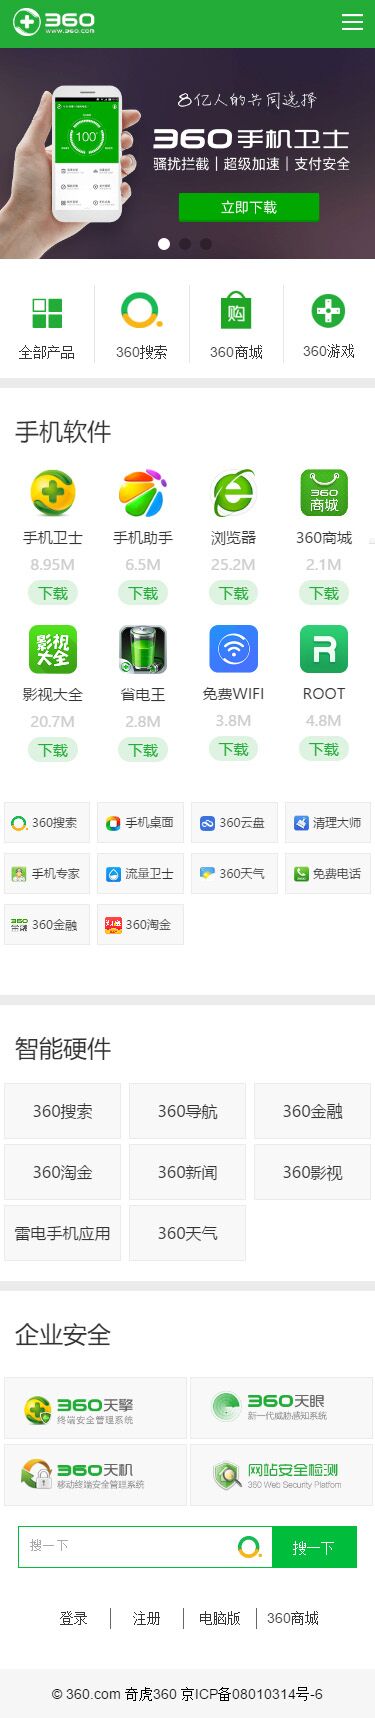 360
www.360.com
8亿人的共同选择
360手机卫士
骚扰拦截 | 超级加速 | 支付安全
立即下载
100
购
全部产品 360搜索 360商城 360游戏
手机软件
360
商城
手机卫士 手机助手 浏览器 360商城
8.95M 6.5M 25.2M 2.1M
下载 下载 下载 下载
影视
大全
影视大全 省电王 免费WIFI ROOT
20.7M 2.8M 3.8M 4.8M
下载 下载 下载 下载
360搜索 手机桌面 360云盘 清理大师
手机专家 流量卫士 360天气 免费电话
360金融 360淘金
智能硬件
360搜索 360导航 360金融
360淘金 360新闻 360影视
雷电手机应用 360天气
企业安全
360天擎
终端安全管理系统
360天眼
新一代威胁感知系统
360天机
移动终端安全管理系统
网站安全检测
360 Web Security Platform
搜一下 搜一下
登录 注册 电脑版 360商城
© 360.com 奇虎360 京ICP备08010314号-6